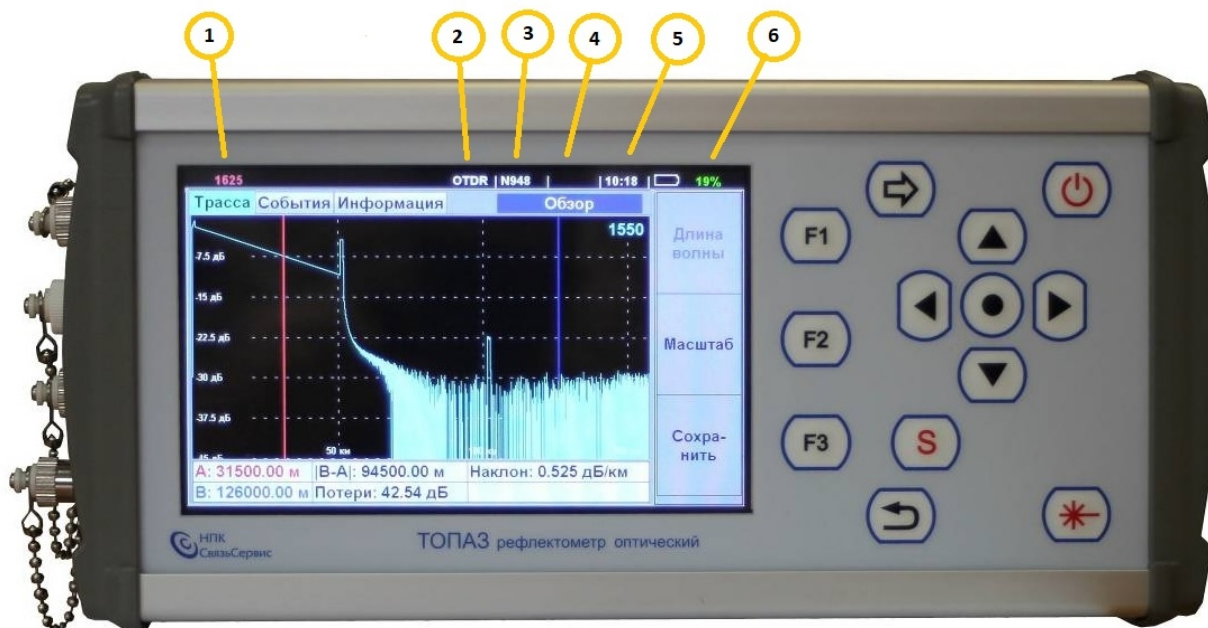 1 2 3 4 5 6
1625 OTDR | N948 | | 10:18 | 19%
Трасса События Информация Обзор
1550
-7.5 дБ
-15 дБ
-22.5 дБ
-30 дБ
-37.5 дБ
-45 дБ
50 км
Длина
волны
Масштаб
Сохра-
нить
A: 31500.00 м |B-A|: 94500.00 м Наклон: 0.525 дБ/км
B: 126000.00 м Потери: 42.54 дБ
НПК
СвязьСервис
ТОПАЗ рефлектометр оптический
F1
F2
F3
S